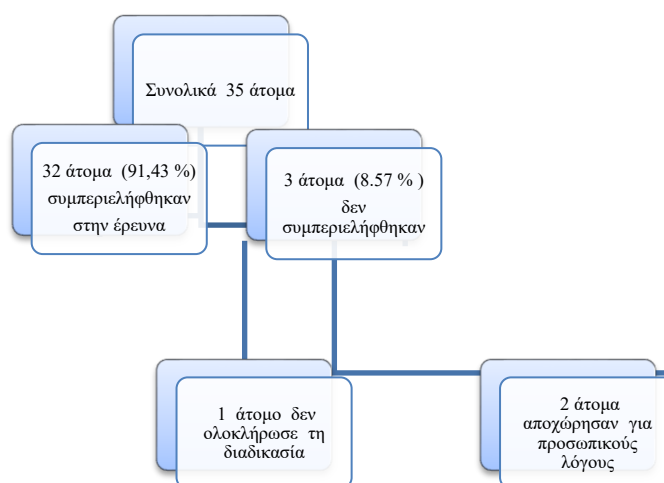 Συνολικά 35 άτομα
32 άτομα (91,43 %)
συμπεριελήφθηκαν
στην έρευνα
3 άτομα (8.57 % )
δεν
συμπεριελήφθηκαν
1 άτομο δεν
ολοκλήρωσε τη
διαδικασία
2 άτομα
αποχώρησαν για
προσωπικούς
λόγους